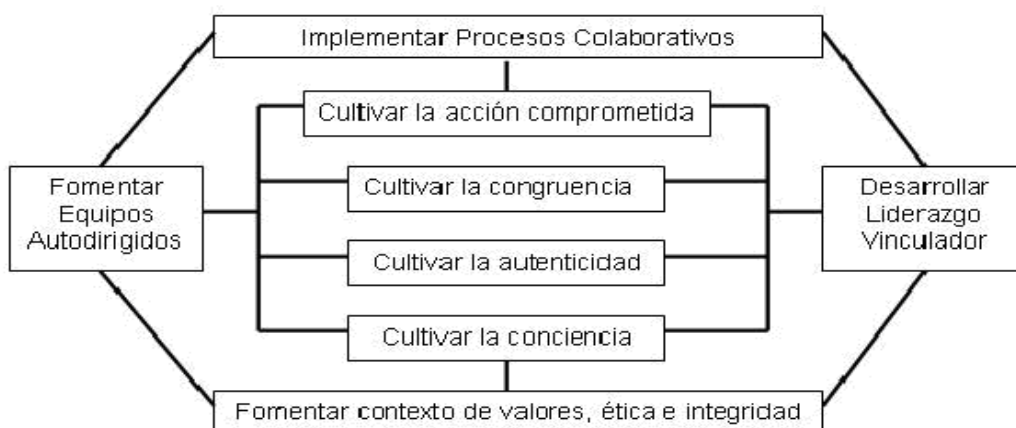 Implementar Procesos Colaborativos
Cultivar la acción comprometida
Cultivar la congruencia
Fomentar
Equipos
Autodirigidos
Desarrollar
Liderazgo
Vinculador
Cultivar la autenticidad
Cultivar la conciencia
Fomentar contexto de valores, ética e integridad